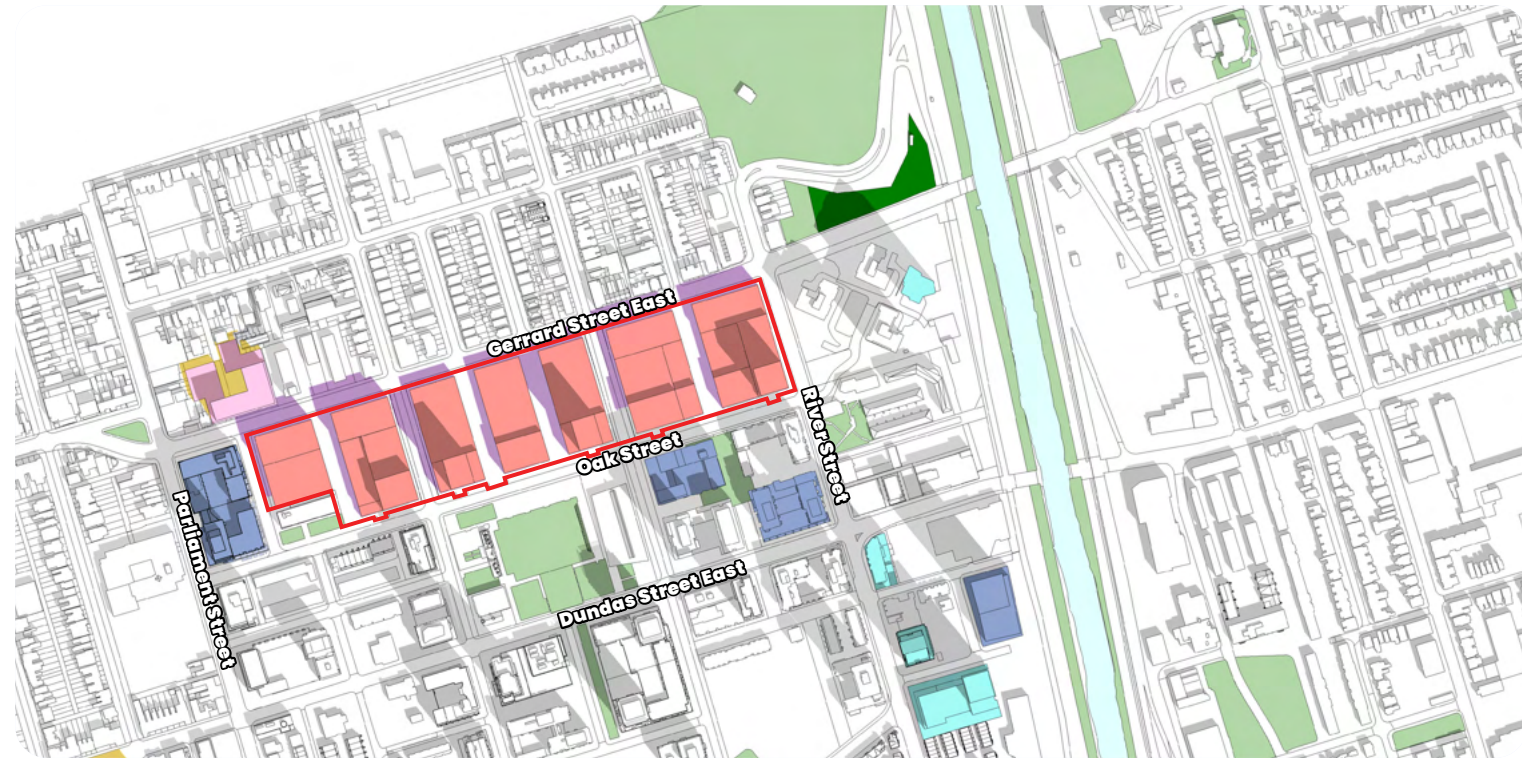 Gerrard Street East
Oak Street
River Street
Parliament Street
Dundas Street East